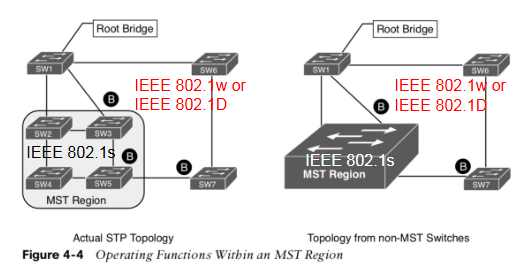 Root Bridge
SW1
SW6
IEEE 802.1w or
IEEE 802.1D
B
SW2
SW3
IEEE 802.1s
B
B
SW4
SW5
SW7
MST Region
Actual STP Topology
Root Bridge
SW1
SW6
IEEE 802.1w or
IEEE 802.1D
B
IEEE 802.1s
MST Region
B
SW7
Topology from non-MST Switches
Figure 4-4 Operating Functions Within an MST Region